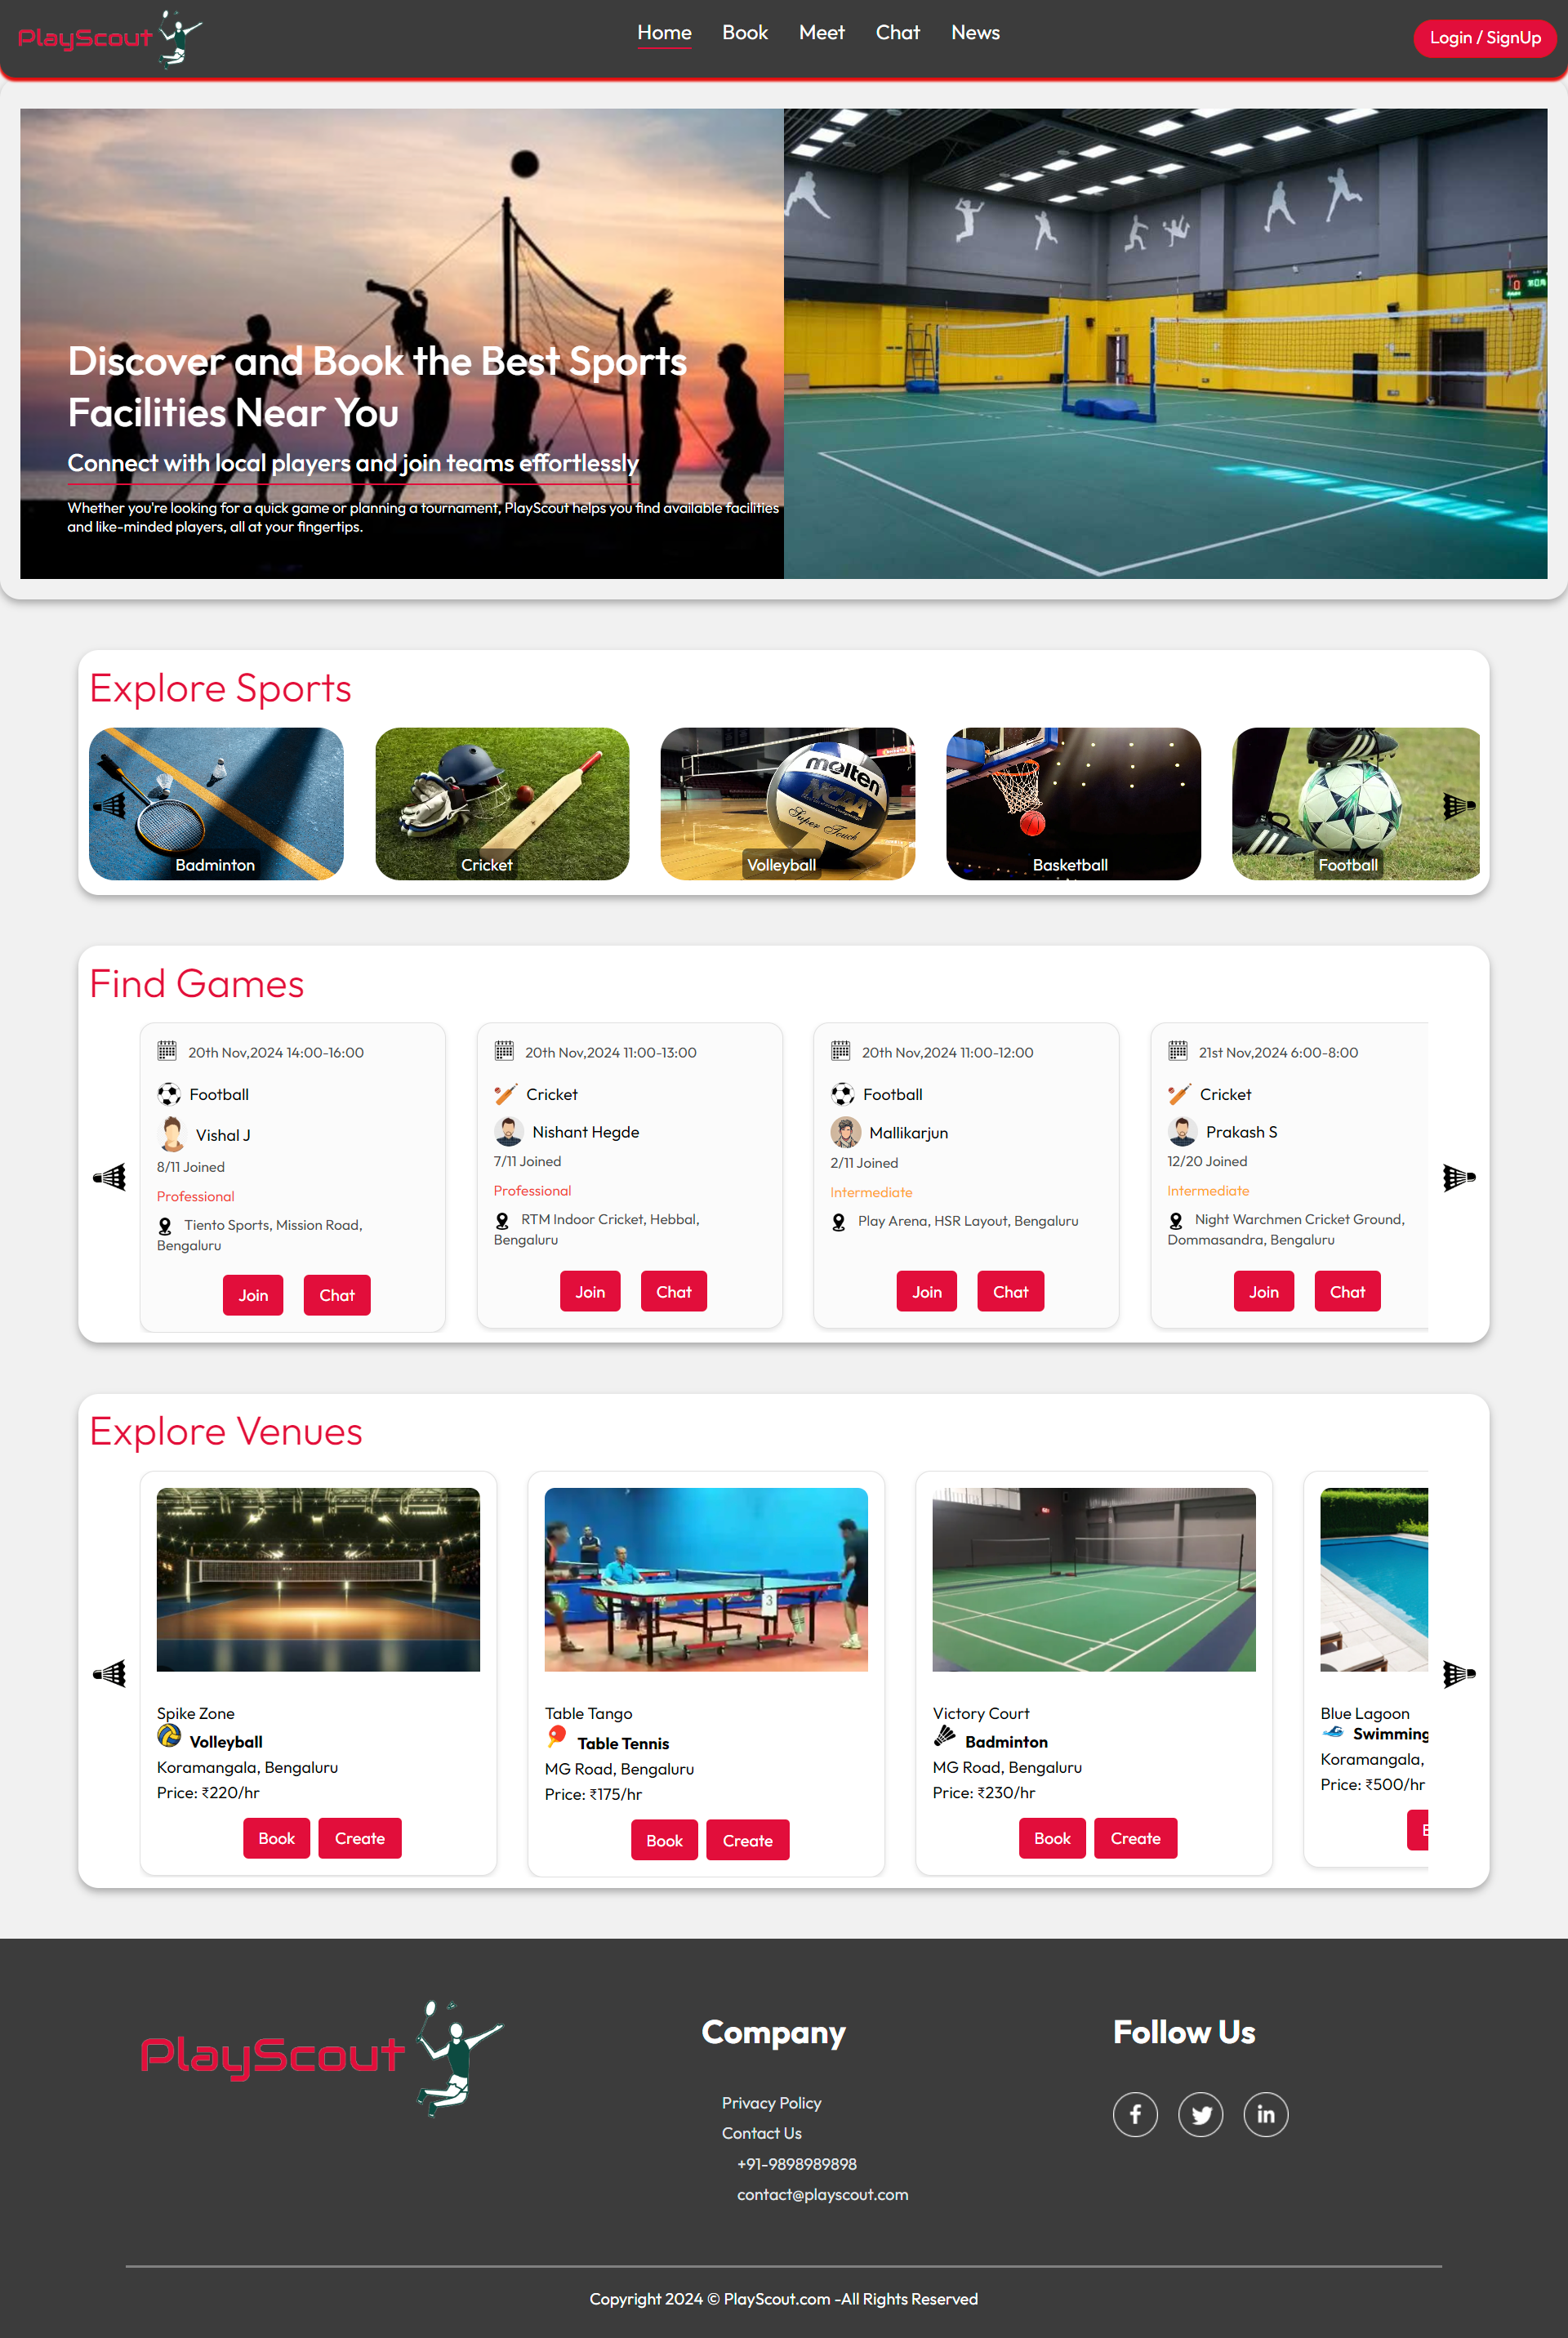 PlayScout
Home
Book
Meet
Chat
News
Login / SignUp
Discover and Book the Best Sports
Facilities Near You
Connect with local players and join teams effortlessly
Whether you're looking for a quick game or planning a tournament, PlayScout helps you find available facilities
and like-minded players, all at your fingertips.
Explore Sports
Badminton
Cricket
molten
NCAA
Super Touch
Volleyball
Basketball
Football
Find Games
20th Nov,2024 14:00-16:00
Football
Vishal J
8/11 Joined
Professional
Tiento Sports, Mission Road,
Bengaluru
Join
Chat
20th Nov,2024 11:00-13:00
Cricket
Nishant Hegde
7/11 Joined
Professional
RTM Indoor Cricket, Hebbal,
Bengaluru
Join
Chat
20th Nov,2024 11:00-12:00
Football
Mallikarjun
2/11 Joined
Intermediate
Play Arena, HSR Layout, Bengaluru
Join
Chat
21st Nov,2024 6:00-8:00
Cricket
Prakash S
12/20 Joined
Intermediate
Night Warchmen Cricket Ground,
Dommasandra, Bengaluru
Join
Chat
Explore Venues
Spike Zone
Volleyball
Koramangala, Bengaluru
Price: ₹220/hr
Book
Create
3
Table Tango
Table Tennis
MG Road, Bengaluru
Price: ₹175/hr
Book
Create
Victory Court
Badminton
MG Road, Bengaluru
Price: ₹230/hr
Book
Create
Blue Lagoon
Swimming
Koramangala,
Price: ₹500/hr
PlayScout
Company
Privacy Policy
Contact Us
+91-9898989898
contact@playscout.com
Follow Us
Copyright 2024 © PlayScout.com -All Rights Reserved